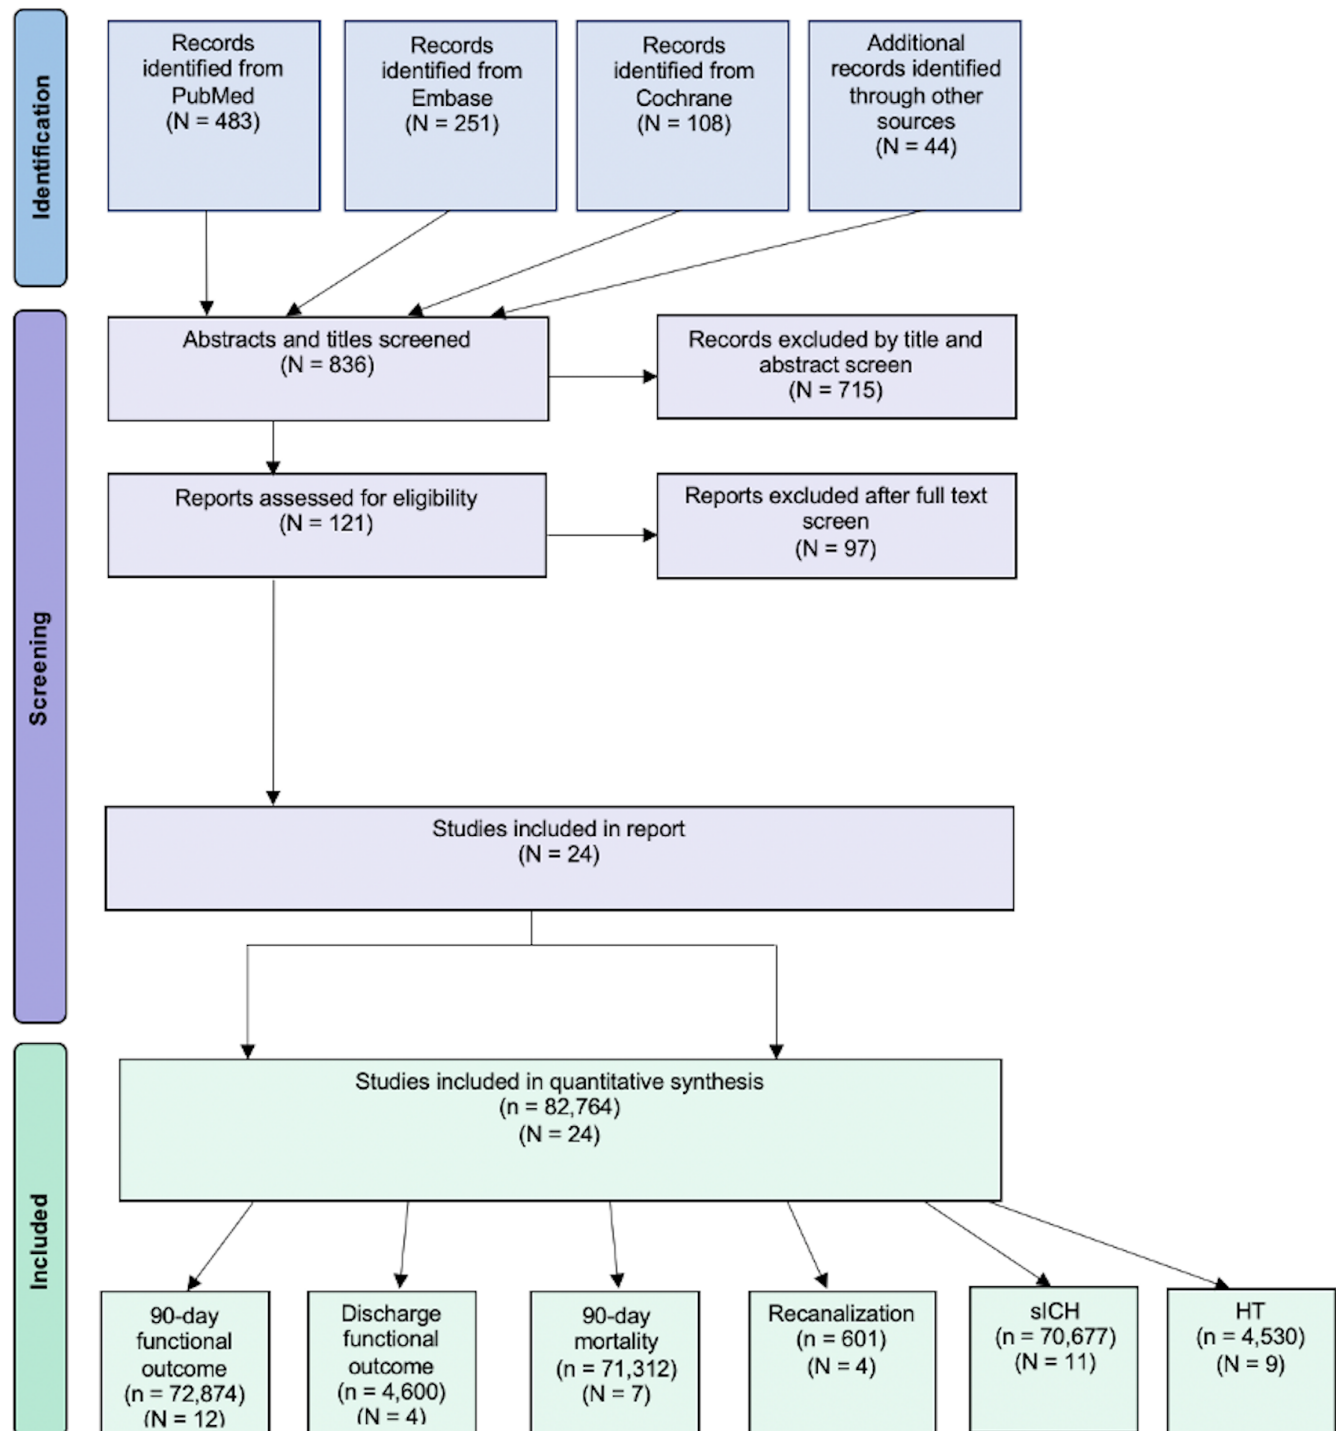 Identification
Records
identified from
PubMed
(N = 483)
Records
identified from
Embase
(N = 251)
Records
identified from
Cochrane
(N = 108)
Additional
records identified
through other
sources
(N = 44)
Screening
Abstracts and titles screened
(N = 836)
Records excluded by title and
abstract screen
(N = 715)
Reports assessed for eligibility
(N = 121)
Reports excluded after full text
screen
(N = 97)
Studies included in report
(N = 24)
Included
Studies included in quantitative synthesis
(n = 82,764)
(N = 24)
90-day
functional
outcome
(n = 72,874)
(N = 12)
Discharge
functional
outcome
(n = 4,600)
(N = 4)
90-day
mortality
(n = 71,312)
(N = 7)
Recanalization
(n = 601)
(N = 4)
sICH
(n = 70,677)
(N = 11)
HT
(n = 4,530)
(N = 9)